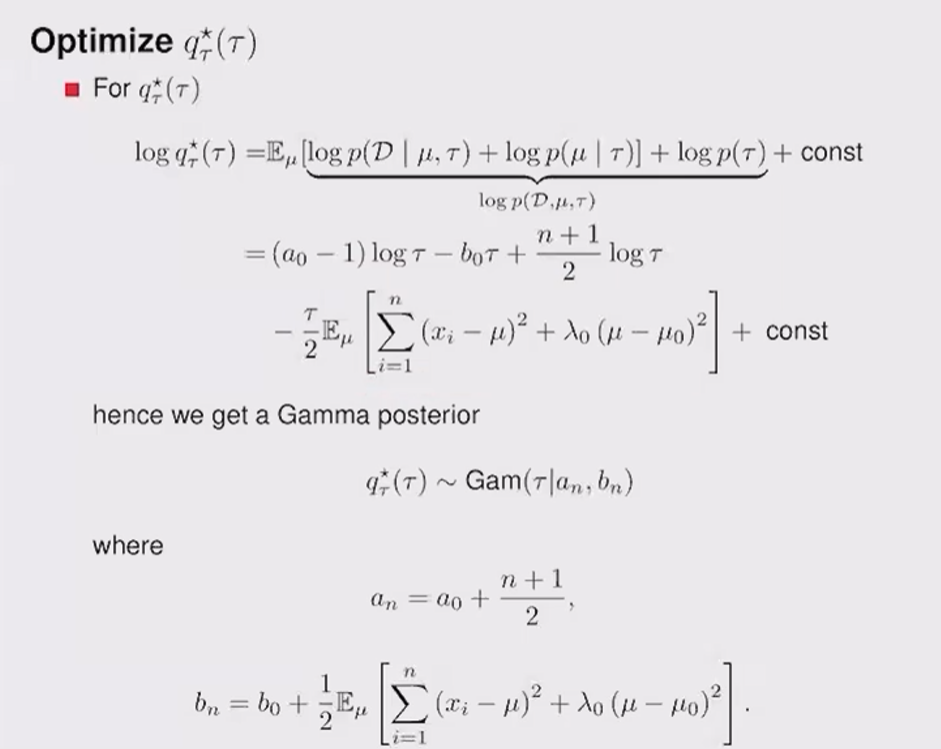 Optimize $q_\tau^\star(\tau)$
■ For $q_\tau^\star(\tau)$
$\log q_\tau^\star(\tau) = \mathbb{E}_\mu[\underbrace{\log p(\mathcal{D} \mid \mu, \tau) + \log p(\mu \mid \tau)] + \log p(\tau)}_{\log p(\mathcal{D},\mu,\tau)} + \text{const}$
$= (a_0 - 1) \log \tau - b_0 \tau + \frac{n+1}{2} \log \tau$
$- \frac{\tau}{2} \mathbb{E}_\mu \left[ \sum_{i=1}^{n} (x_i - \mu)^2 + \lambda_0 (\mu - \mu_0)^2 \right] + \text{const}$
hence we get a Gamma posterior
$q_\tau^\star(\tau) \sim \text{Gam}(\tau | a_n, b_n)$
where
$a_n = a_0 + \frac{n+1}{2},$
$b_n = b_0 + \frac{1}{2} \mathbb{E}_\mu \left[ \sum_{i=1}^{n} (x_i - \mu)^2 + \lambda_0 (\mu - \mu_0)^2 \right].$